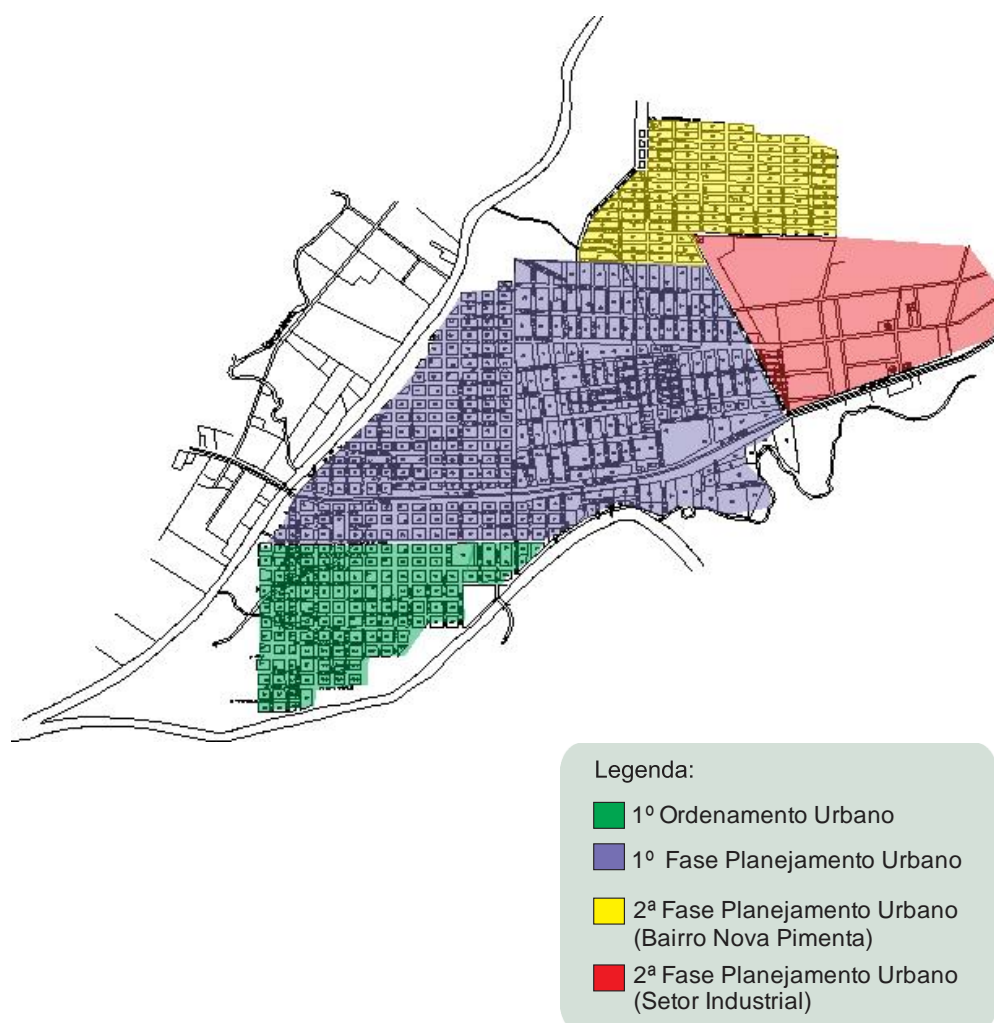 Legenda:
1º Ordenamento Urbano
1º Fase Planejamento Urbano
2ª Fase Planejamento Urbano
(Bairro Nova Pimenta)
2ª Fase Planejamento Urbano
(Setor Industrial)